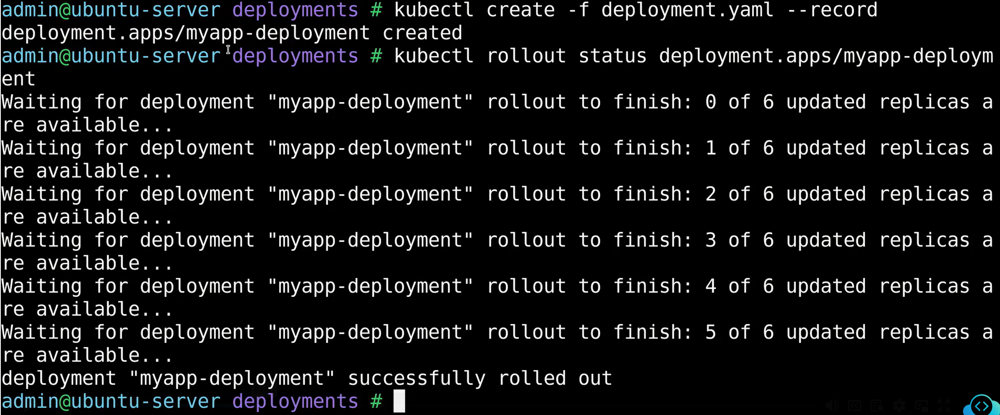 admin@ubuntu-server deployments # kubectl create -f deployment.yaml --record
deployment.apps/myapp-deployment created
admin@ubuntu-server deployments # kubectl rollout status deployment.apps/myapp-deploym
ent
Waiting for deployment "myapp-deployment" rollout to finish: 0 of 6 updated replicas a
re available...
Waiting for deployment "myapp-deployment" rollout to finish: 1 of 6 updated replicas a
re available...
Waiting for deployment "myapp-deployment" rollout to finish: 2 of 6 updated replicas a
re available...
Waiting for deployment "myapp-deployment" rollout to finish: 3 of 6 updated replicas a
re available...
Waiting for deployment "myapp-deployment" rollout to finish: 4 of 6 updated replicas a
re available...
Waiting for deployment "myapp-deployment" rollout to finish: 5 of 6 updated replicas a
re available...
deployment "myapp-deployment" successfully rolled out
admin@ubuntu-server deployments #